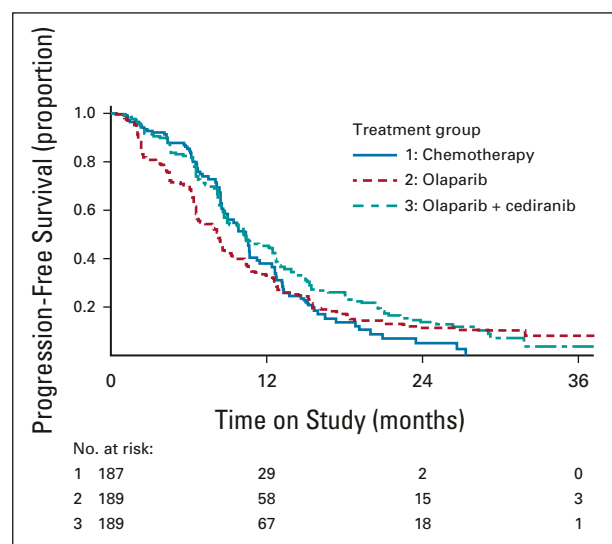 Progression-Free Survival (proportion)
1.0
0.8
0.6
0.4
0.2
Treatment group
1: Chemotherapy
2: Olaparib
3: Olaparib + cediranib
0 12 24 36
Time on Study (months)
No. at risk:
1 187 29 2 0
2 189 58 15 3
3 189 67 18 1